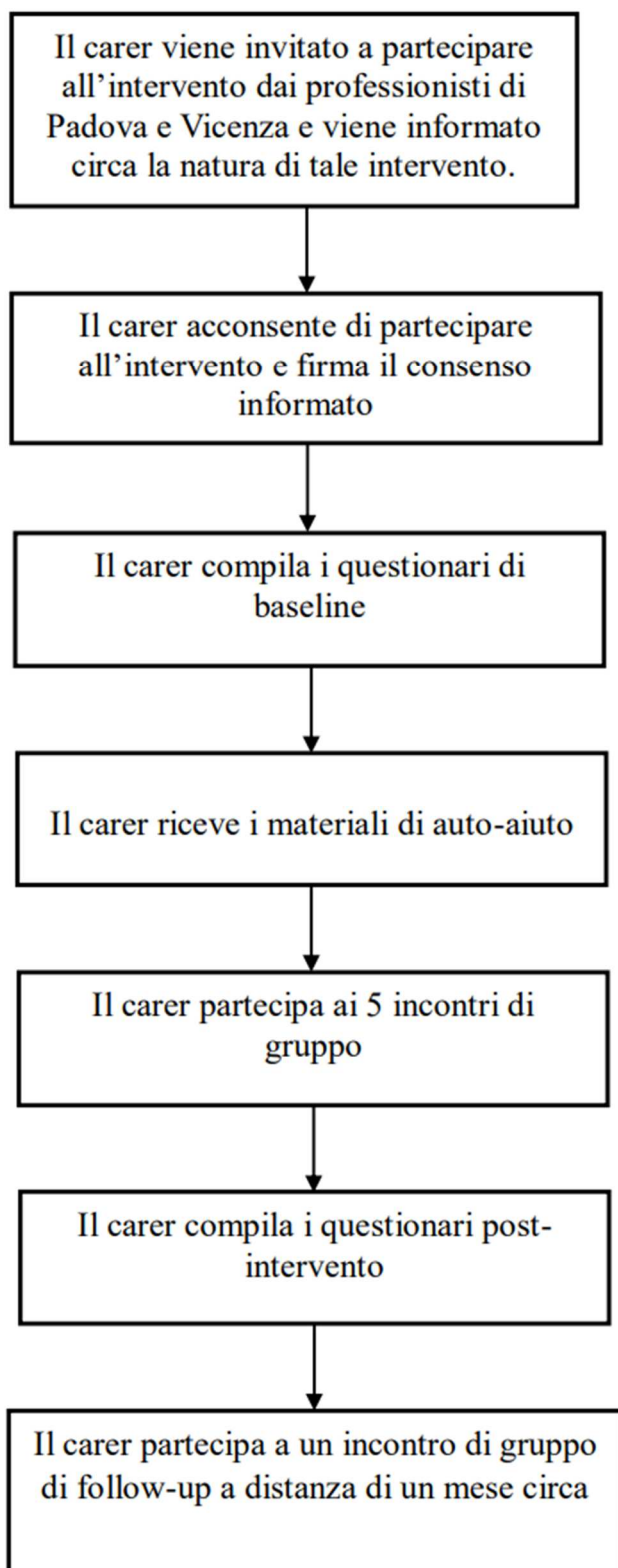 Il carer viene invitato a partecipare
all’intervento dai professionisti di
Padova e Vicenza e viene informato
circa la natura di tale intervento.
Il carer acconsente di partecipare
all’intervento e firma il consenso
informato
Il carer compila i questionari di
baseline
Il carer riceve i materiali di auto-aiuto
Il carer partecipa ai 5 incontri di
gruppo
Il carer compila i questionari post-
intervento
Il carer partecipa a un incontro di gruppo
di follow-up a distanza di un mese circa